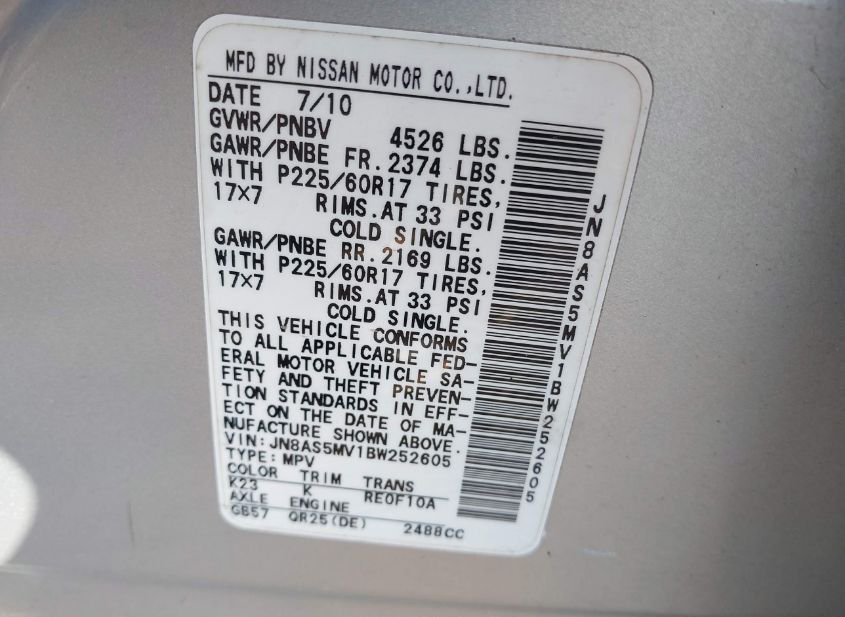 MFD BY NISSAN MOTOR CO.,LTD.
DATE 7/10
GVWR/PNBV 4526 LBS.
GAWR/PNBE FR. 2374 LBS.
WITH P225/60R17 TIRES,
17X7 RIMS.AT 33 PSI
COLD SINGLE.
GAWR/PNBE RR. 2169 LBS.
WITH P225/60R17 TIRES,
17X7 RIMS.AT 33 PSI
COLD SINGLE.
THIS VEHICLE CONFORMS
TO ALL APPLICABLE FED-
ERAL MOTOR VEHICLE SA-
FETY AND THEFT PREVEN-
TION STANDARDS IN EFF-
ECT ON THE DATE OF MA-
NUFACTURE SHOWN ABOVE.
VIN:JN8AS5MV1BW252605
TYPE:MPV
COLOR TRIM TRANS
K23 K RE0F10A
AXLE ENGINE
GB57 QR25(DE) 2488CC
JN8AS5MV1BW252605